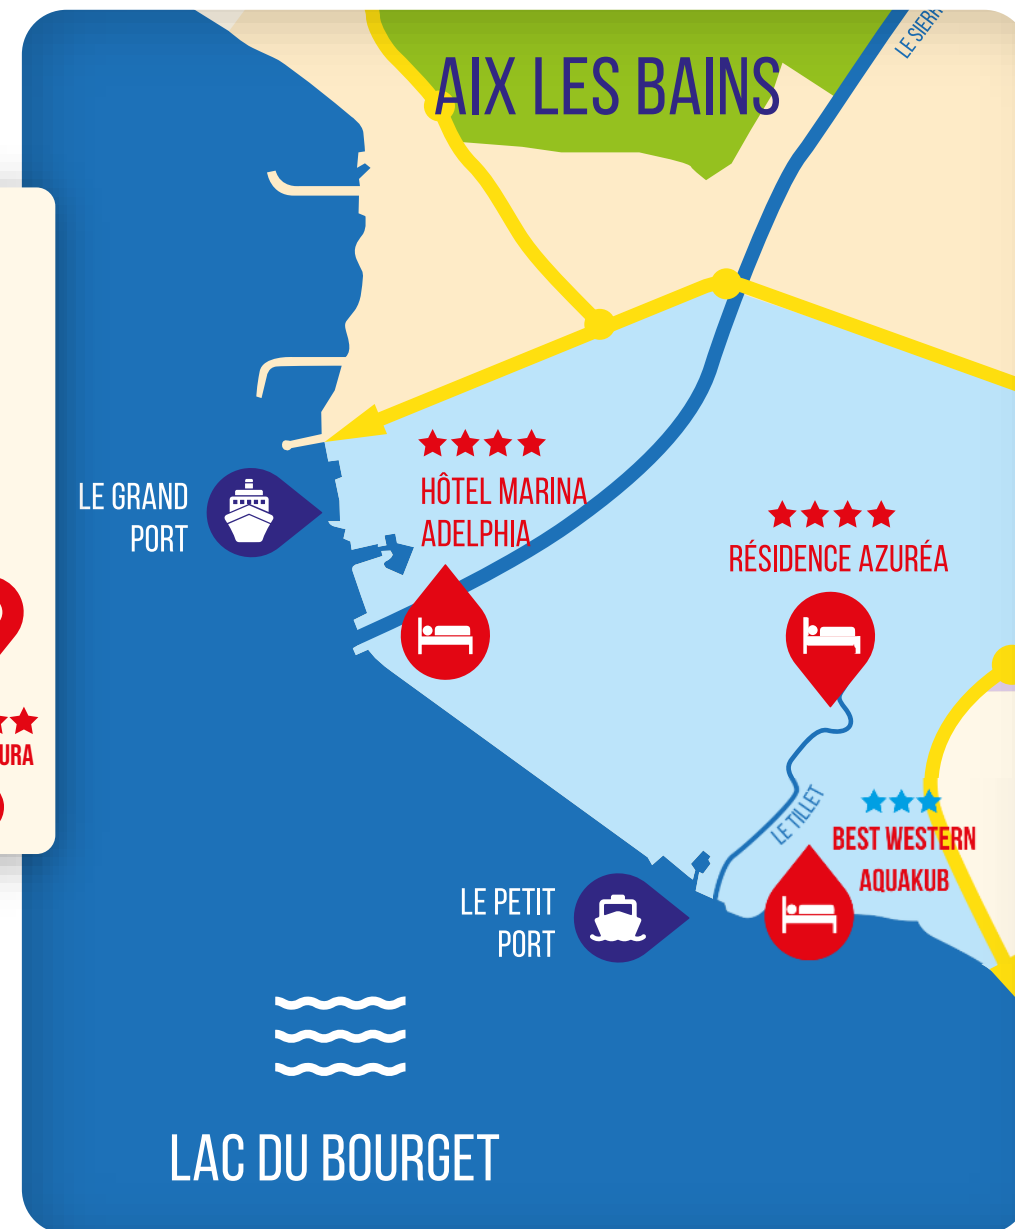 AIX LES BAINS
LE GRAND
PORT
HÔTEL MARINA
ADELPHIA
RÉSIDENCE AZURÉA
LE TILLET
BEST WESTERN
AQUAKUB
LE PETIT
PORT
LAC DU BOURGET